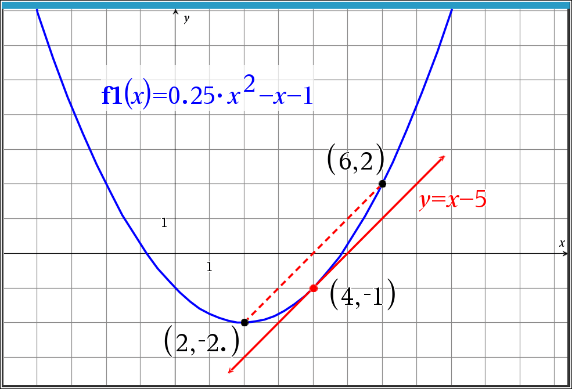 y
f1(x)=0.25·x²-x-1
(6,2)
y=x-5
1
x
1
(4,⁻1)
(2,⁻2.)